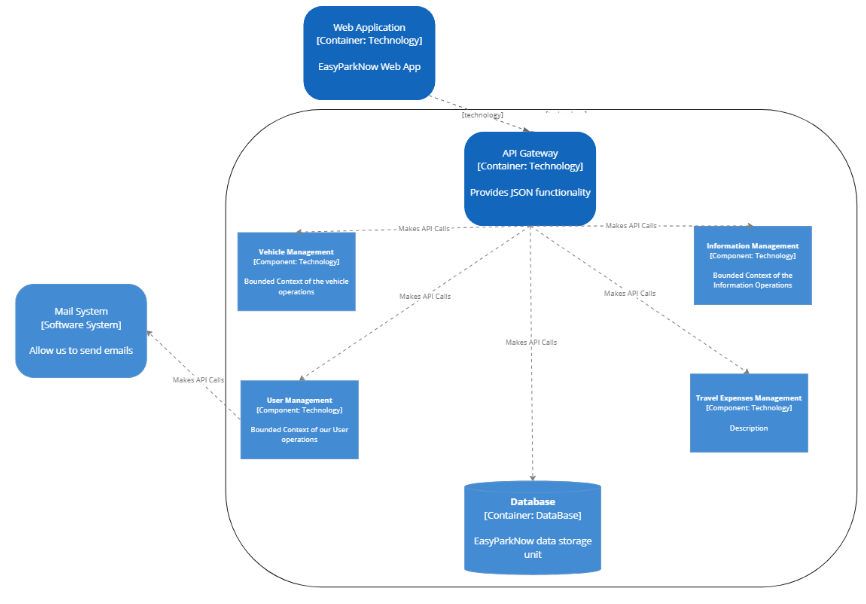 Web Application
[Container: Technology]
EasyParkNow Web App
[technology]
API Gateway
[Container: Technology]
Provides JSON functionality
Makes API Calls
Makes API Calls
Vehicle Management
[Component: Technology]
Bounded Context of the vehicle
operations
Information Management
[Component: Technology]
Bounded Context of the
Information Operations
Makes API Calls
Makes API Calls
Mail System
[Software System]
Allow us to send emails
Makes API Calls
Makes API Calls
User Management
[Component: Technology]
Bounded Context of our User
operations
Travel Expenses Management
[Component: Technology]
Description
Database
[Container: DataBase]
EasyParkNow data storage
unit